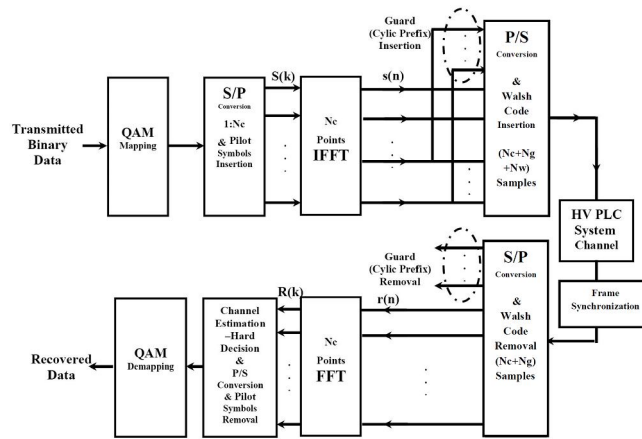 Transmitted
Binary
Data
QAM
Mapping
S/P
Conversion
1:Nc
& Pilot
Symbols
Insertion
S(k)
Nc
Points
IFFT
s(n)
Guard
(Cylic Prefix)
Insertion
P/S
Conversion
&
Walsh
Code
Insertion
(Nc+Ng
+Nw)
Samples
HV PLC
System
Channel
Frame
Synchronization
S/P
Conversion
&
Walsh
Code
Removal
(Nc+Ng)
Samples
Guard
(Cylic Prefix)
Removal
r(n)
Nc
Points
FFT
R(k)
Channel
Estimation
–Hard
Decision
&
P/S
Conversion
& Pilot
Symbols
Removal
QAM
Demapping
Recovered
Data